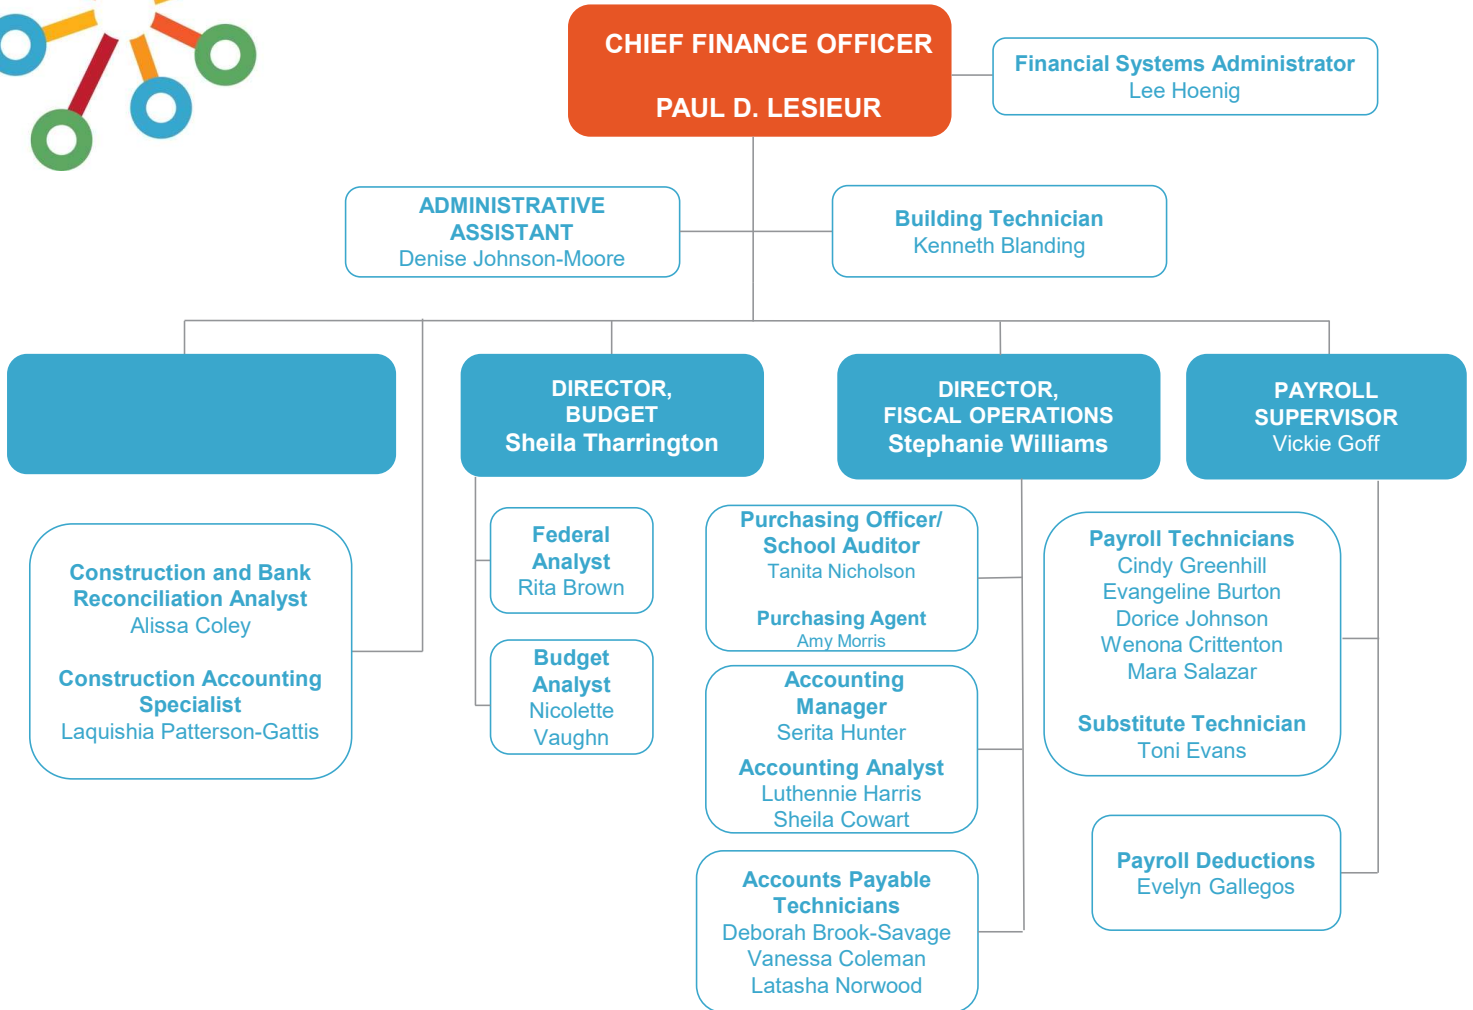 CHIEF FINANCE OFFICER
PAUL D. LESIEUR
Financial Systems Administrator
Lee Hoenig
ADMINISTRATIVE
ASSISTANT
Denise Johnson-Moore
Building Technician
Kenneth Blanding
DIRECTOR,
BUDGET
Sheila Tharrington
DIRECTOR,
FISCAL OPERATIONS
Stephanie Williams
PAYROLL
SUPERVISOR
Vickie Goff
Construction and Bank
Reconciliation Analyst
Alissa Coley
Construction Accounting
Specialist
Laquishia Patterson-Gattis
Federal
Analyst
Rita Brown
Budget
Analyst
Nicolette
Vaughn
Purchasing Officer/
School Auditor
Tanita Nicholson
Purchasing Agent
Amy Morris
Accounting
Manager
Serita Hunter
Accounting Analyst
Luthennie Harris
Sheila Cowart
Accounts Payable
Technicians
Deborah Brook-Savage
Vanessa Coleman
Latasha Norwood
Payroll Technicians
Cindy Greenhill
Evangeline Burton
Dorice Johnson
Wenona Crittenton
Mara Salazar
Substitute Technician
Toni Evans
Payroll Deductions
Evelyn Gallegos